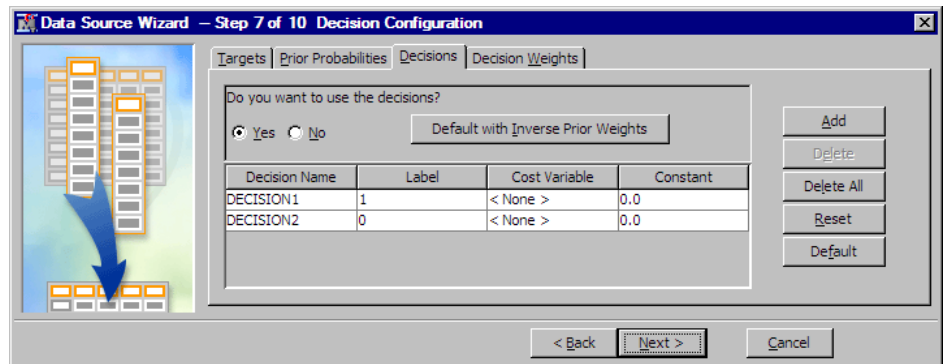 Data Source Wizard – Step 7 of 10 Decision Configuration
Targets Prior Probabilities Decisions Decision Weights
Do you want to use the decisions?
Yes No Default with Inverse Prior Weights
Decision Name Label Cost Variable Constant
DECISION1 1 < None > 0.0
DECISION2 0 < None > 0.0
Add
Delete
Delete All
Reset
Default
< Back Next > Cancel